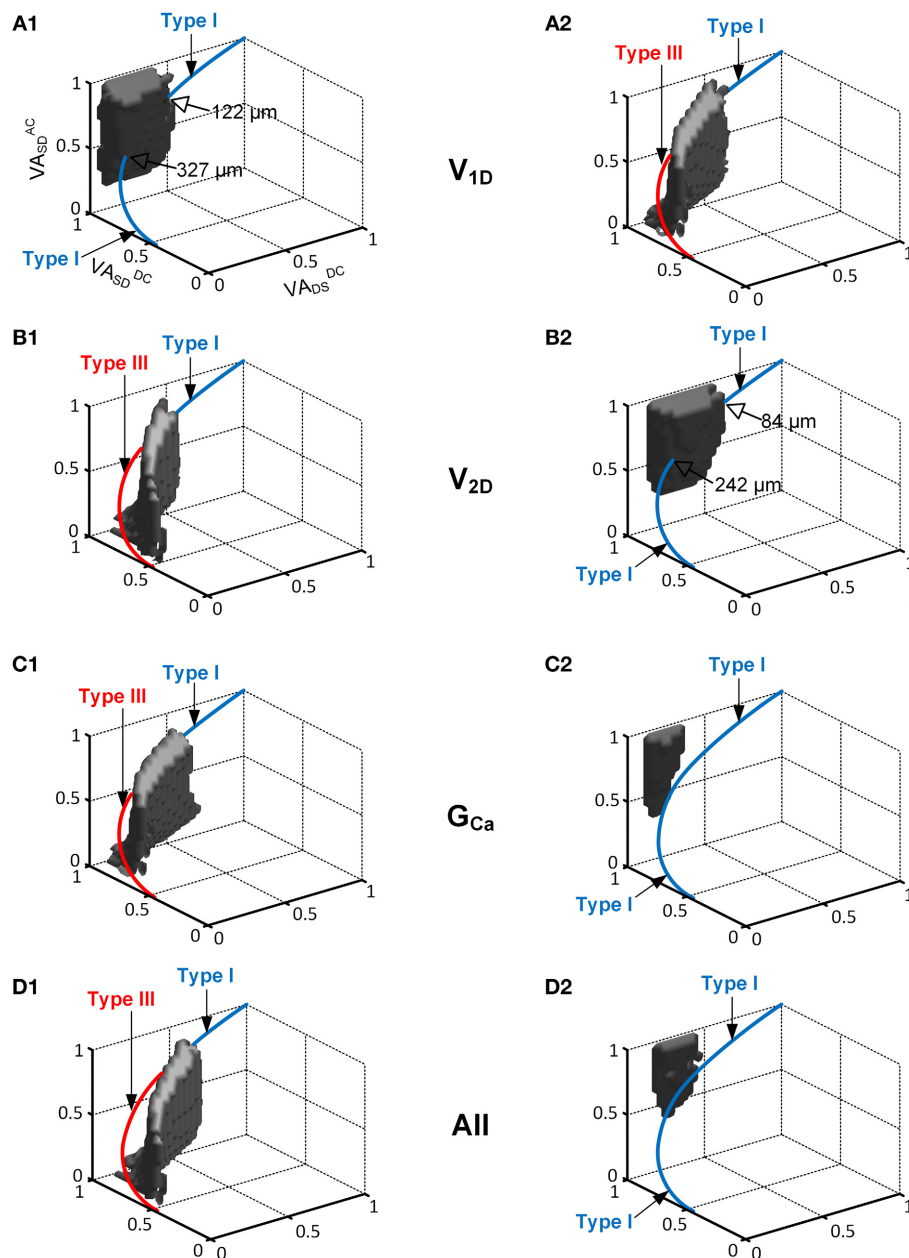 A1
Type I
1
122 µm
VA_SD^AC
0.5
327 µm
0
1
Type I
0.5
VA_SD^DC
0
0
0.5
VA_DS^DC
1
A2
Type III
Type I
1
0.5
0
1
0.5
0
0
0.5
1
V_1D
B1
Type III
Type I
1
0.5
0
1
0.5
0
0
0.5
1
B2
Type I
1
84 µm
0.5
242 µm
0
1
Type I
0.5
0
0
0.5
1
V_2D
C1
Type III
Type I
1
0.5
0
1
0.5
0
0
0.5
1
C2
Type I
1
0.5
0
1
Type I
0.5
0
0
0.5
1
G_Ca
D1
Type III
Type I
1
0.5
0
1
0.5
0
0
0.5
1
D2
Type I
1
0.5
0
1
Type I
0.5
0
0
0.5
1
All